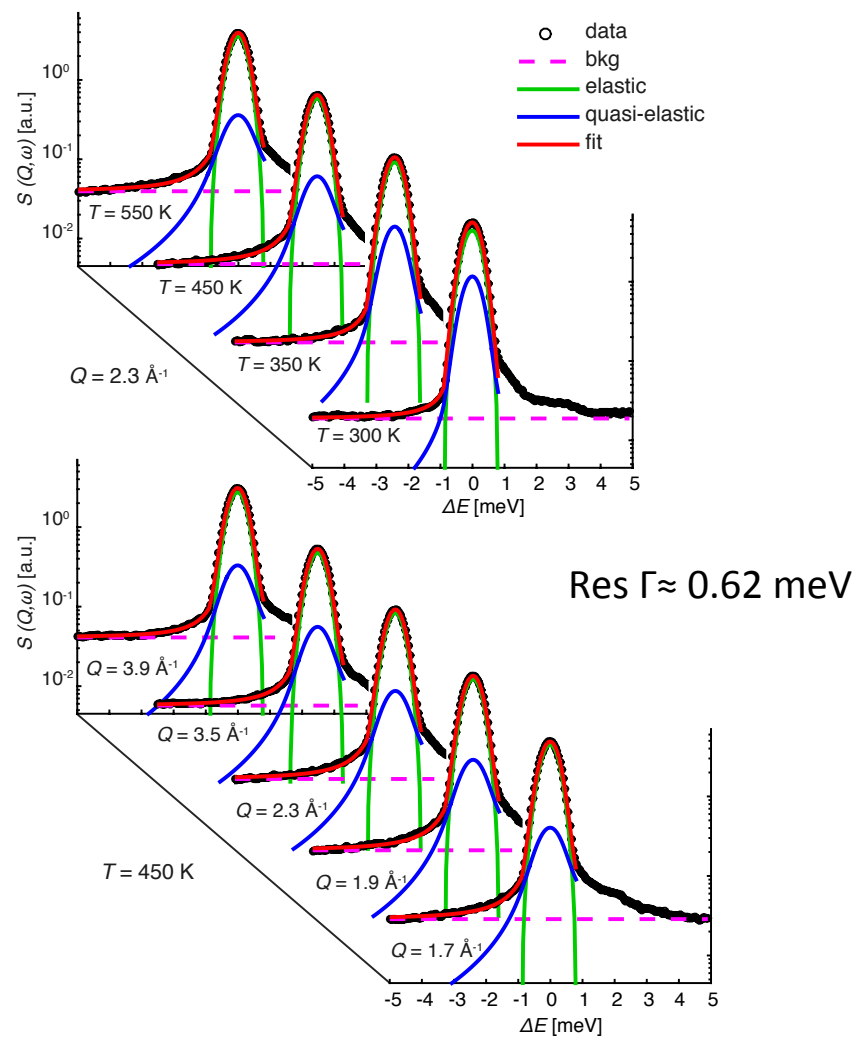 data
bkg
elastic
quasi-elastic
fit
S (Q,ω) [a.u.]
10⁰
10⁻¹
10⁻²
T = 550 K
T = 450 K
T = 350 K
T = 300 K
Q = 2.3 Å⁻¹
-5 -4 -3 -2 -1 0 1 2 3 4 5
ΔE [meV]
Res Γ≈ 0.62 meV
S (Q,ω) [a.u.]
10⁰
10⁻¹
10⁻²
Q = 3.9 Å⁻¹
Q = 3.5 Å⁻¹
Q = 2.3 Å⁻¹
Q = 1.9 Å⁻¹
Q = 1.7 Å⁻¹
T = 450 K
-5 -4 -3 -2 -1 0 1 2 3 4 5
ΔE [meV]